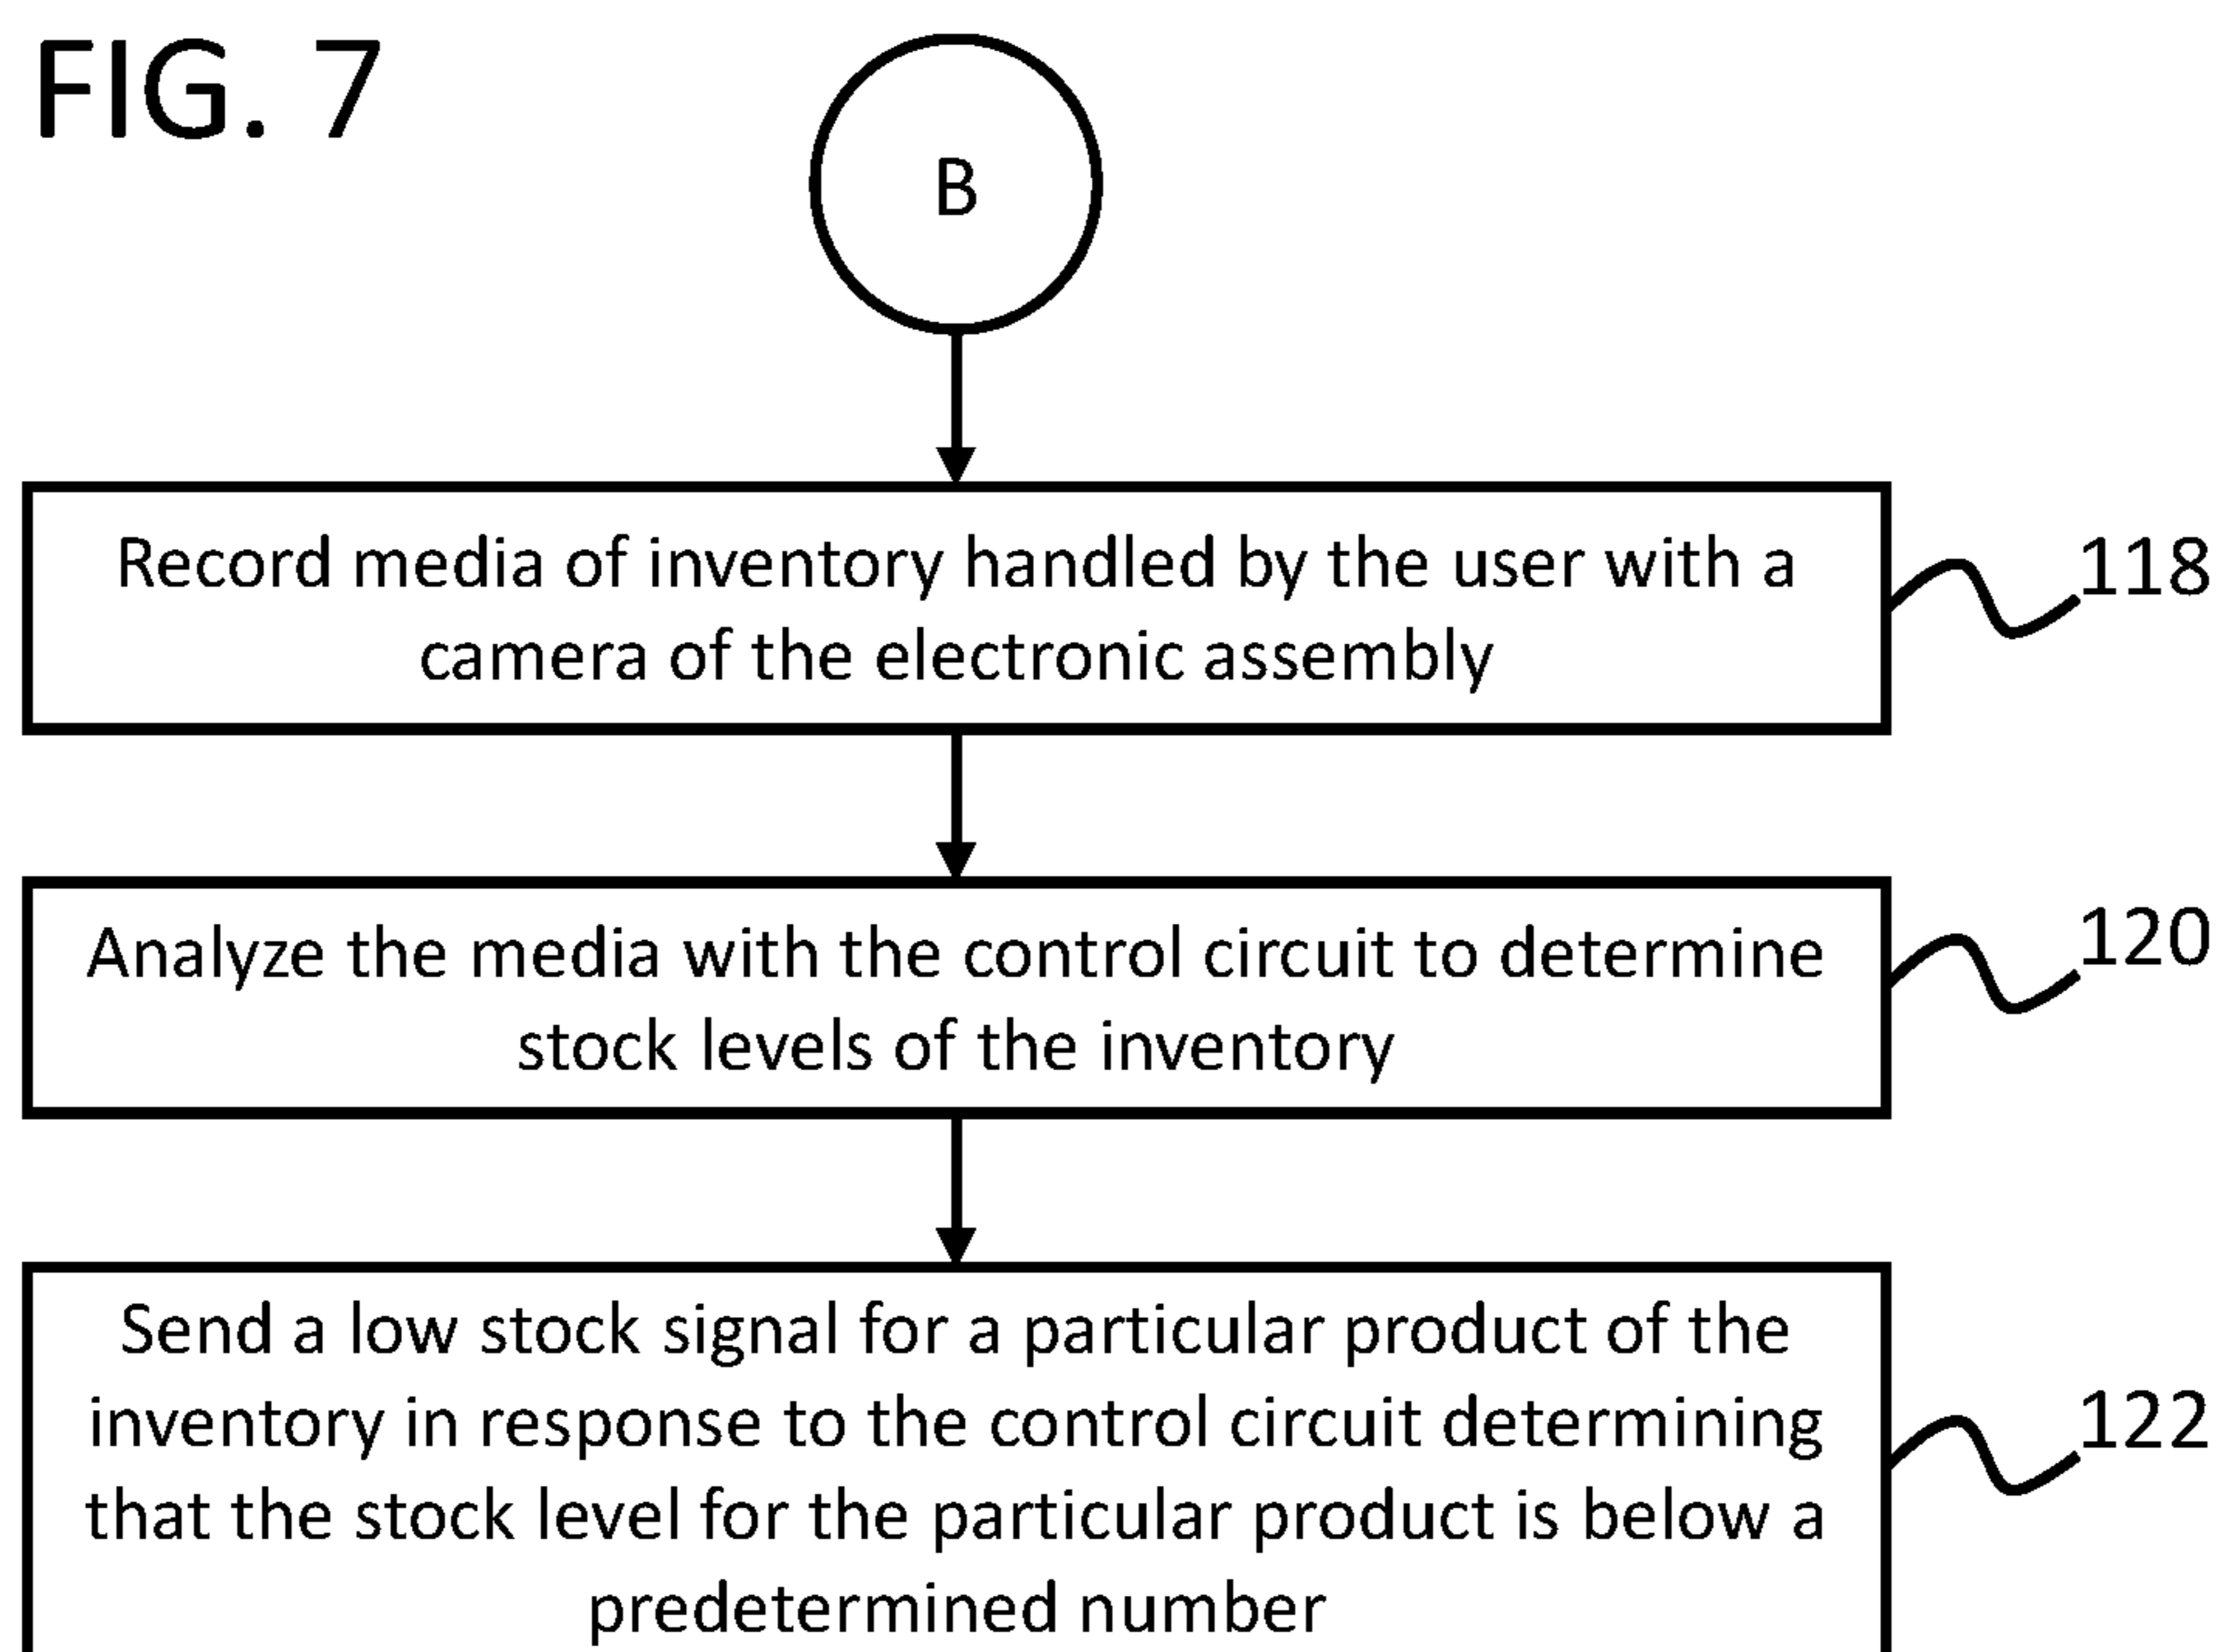 FIG. 7
B
Record media of inventory handled by the user with a
camera of the electronic assembly
118
Analyze the media with the control circuit to determine
stock levels of the inventory
120
Send a low stock signal for a particular product of the
inventory in response to the control circuit determining
that the stock level for the particular product is below a
predetermined number
122